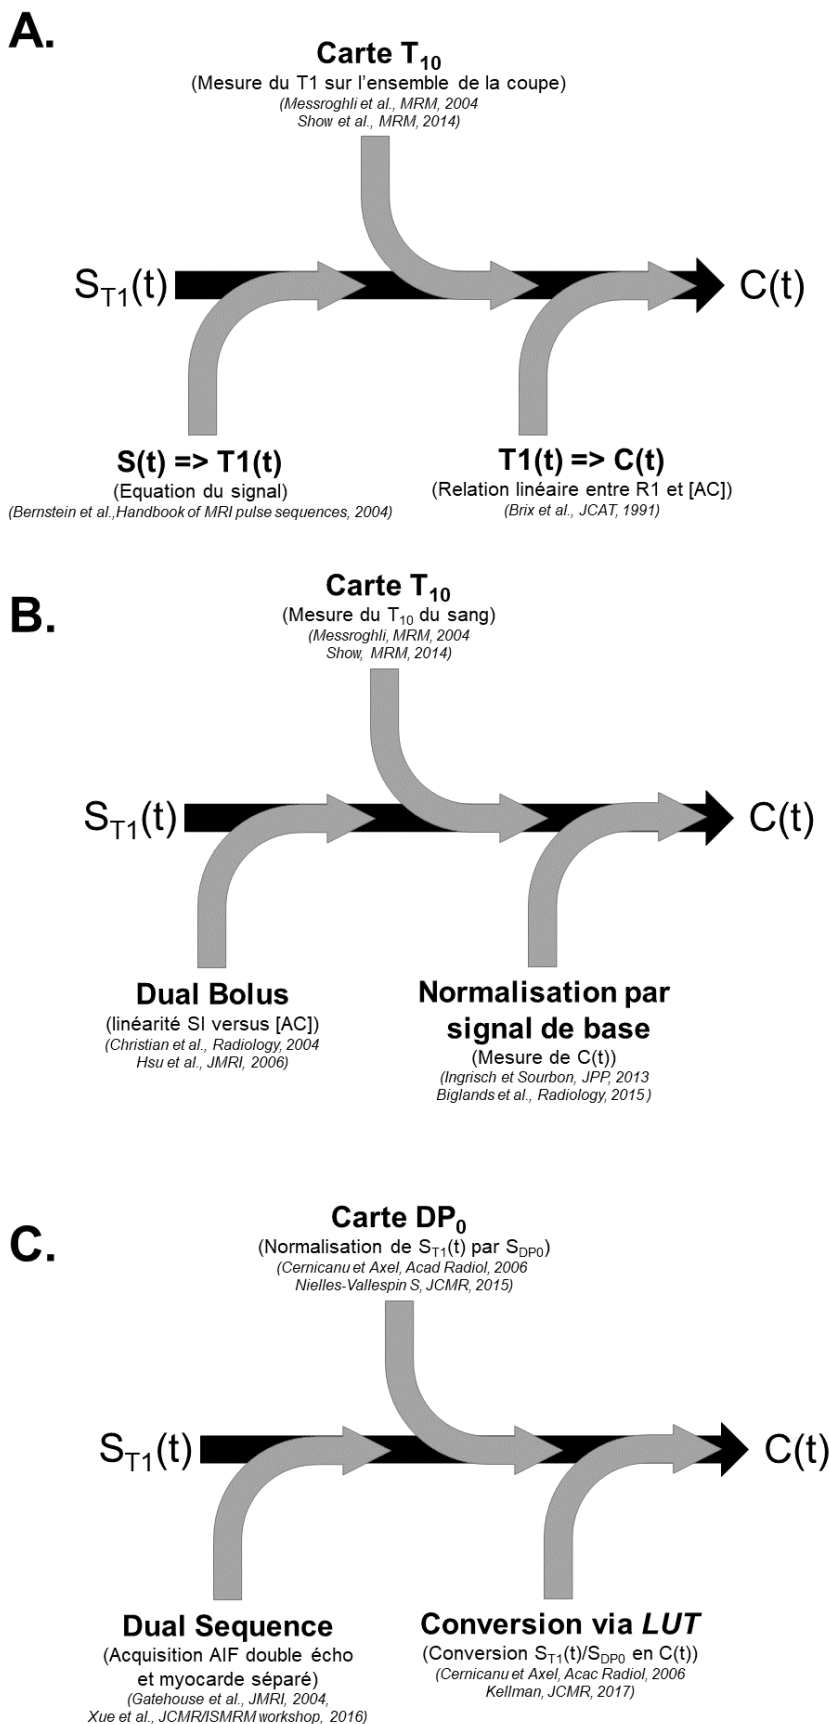 A.
Carte T10
(Mesure du T1 sur l'ensemble de la coupe)
(Messroghli et al., MRM, 2004
Show et al., MRM, 2014)
ST1(t)
C(t)
S(t) => T1(t)
(Equation du signal)
(Bernstein et al.,Handbook of MRI pulse sequences, 2004)
T1(t) => C(t)
(Relation linéaire entre R1 et [AC])
(Brix et al., JCAT, 1991)
B.
Carte T10
(Mesure du T10 du sang)
(Messroghli, MRM, 2004
Show, MRM, 2014)
ST1(t)
C(t)
Dual Bolus
(linéarité SI versus [AC])
(Christian et al., Radiology, 2004
Hsu et al., JMRI, 2006)
Normalisation par
signal de base
(Mesure de C(t))
(Ingrisch et Sourbon, JPP, 2013
Biglands et al., Radiology, 2015)
C.
Carte DP0
(Normalisation de ST1(t) par SDP0)
(Cernicanu et Axel, Acad Radiol, 2006
Nielles-Vallespin S, JCMR, 2015)
ST1(t)
C(t)
Dual Sequence
(Acquisition AIF double écho
et myocarde séparé)
(Gatehouse et al., JMRI, 2004,
Xue et al., JCMR/ISMRM workshop, 2016)
Conversion via LUT
(Conversion ST1(t)/SDP0 en C(t))
(Cernicanu et Axel, Acac Radiol, 2006
Kellman, JCMR, 2017)